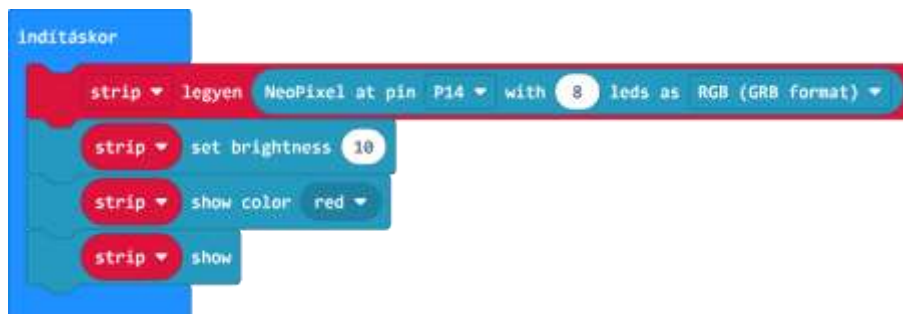 indításkor
strip legyen NeoPixel at pin P14 with 8 leds as RGB (GRB format)
strip set brightness 10
strip show color red
strip show